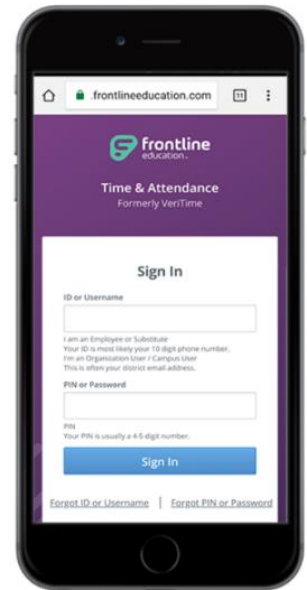 .frontlineeducation.com 11
frontline
education.
Time & Attendance
Formerly VeriTime
Sign In
ID or Username
I am an Employee or Substitute
Your ID is most likely your 10 digit phone number.
I'm an Organization User / Campus User
This is often your district email address.
PIN or Password
PIN
Your PIN is usually a 4-5 digit number.
Sign In
Forgot ID or Username | Forgot PIN or Password